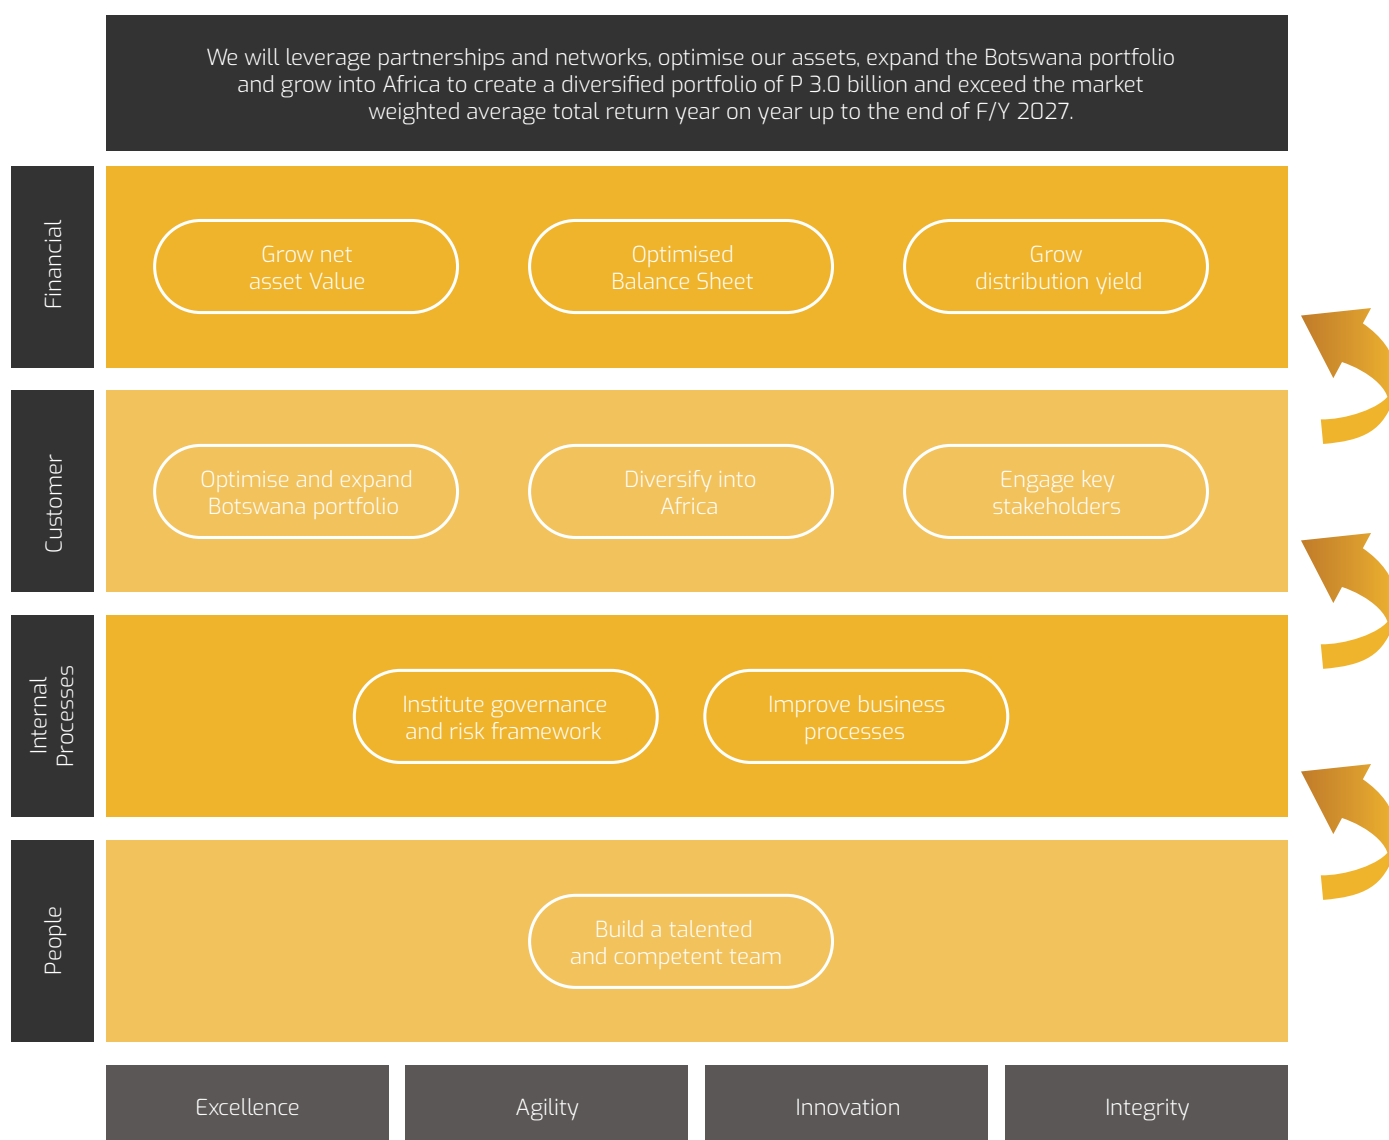 We will leverage partnerships and networks, optimise our assets, expand the Botswana portfolio
and grow into Africa to create a diversified portfolio of P 3.0 billion and exceed the market
weighted average total return year on year up to the end of F/Y 2027.
Financial
Grow net
asset Value
Optimised
Balance Sheet
Grow
distribution yield
Customer
Optimise and expand
Botswana portfolio
Diversify into
Africa
Engage key
stakeholders
Internal
Processes
Institute governance
and risk framework
Improve business
processes
People
Build a talented
and competent team
Excellence
Agility
Innovation
Integrity